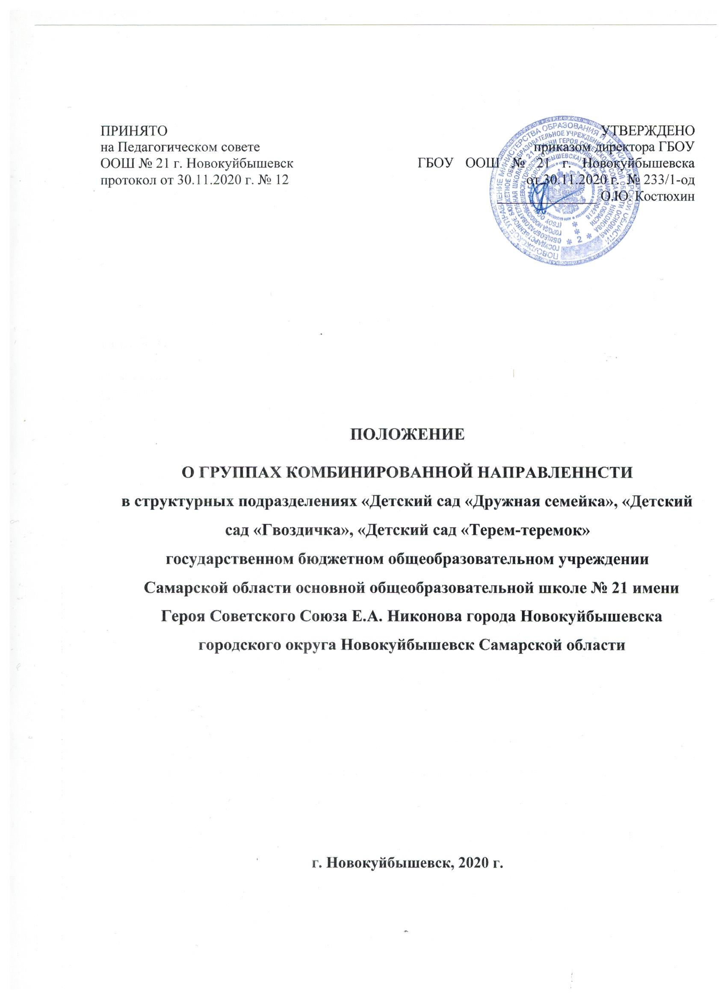 ПРИНЯТО
на Педагогическом совете
ООШ № 21 г. Новокуйбышевск
протокол от 30.11.2020 г. № 12
УТВЕРЖДЕНО
приказом директора ГБОУ
ГБОУ ООШ № 21 г. Новокуйбышевска
от 30.11.2020 г. № 233/1-од
О.Ю. Костюхин
ПОЛОЖЕНИЕ
О ГРУППАХ КОМБИНИРОВАННОЙ НАПРАВЛЕННСТИ
в структурных подразделениях «Детский сад «Дружная семейка», «Детский
сад «Гвоздичка», «Детский сад «Терем-теремок»
государственном бюджетном общеобразовательном учреждении
Самарской области основной общеобразовательной школе № 21 имени
Героя Советского Союза Е.А. Никонова города Новокуйбышевска
городского округа Новокуйбышевск Самарской области
г. Новокуйбышевск, 2020 г.